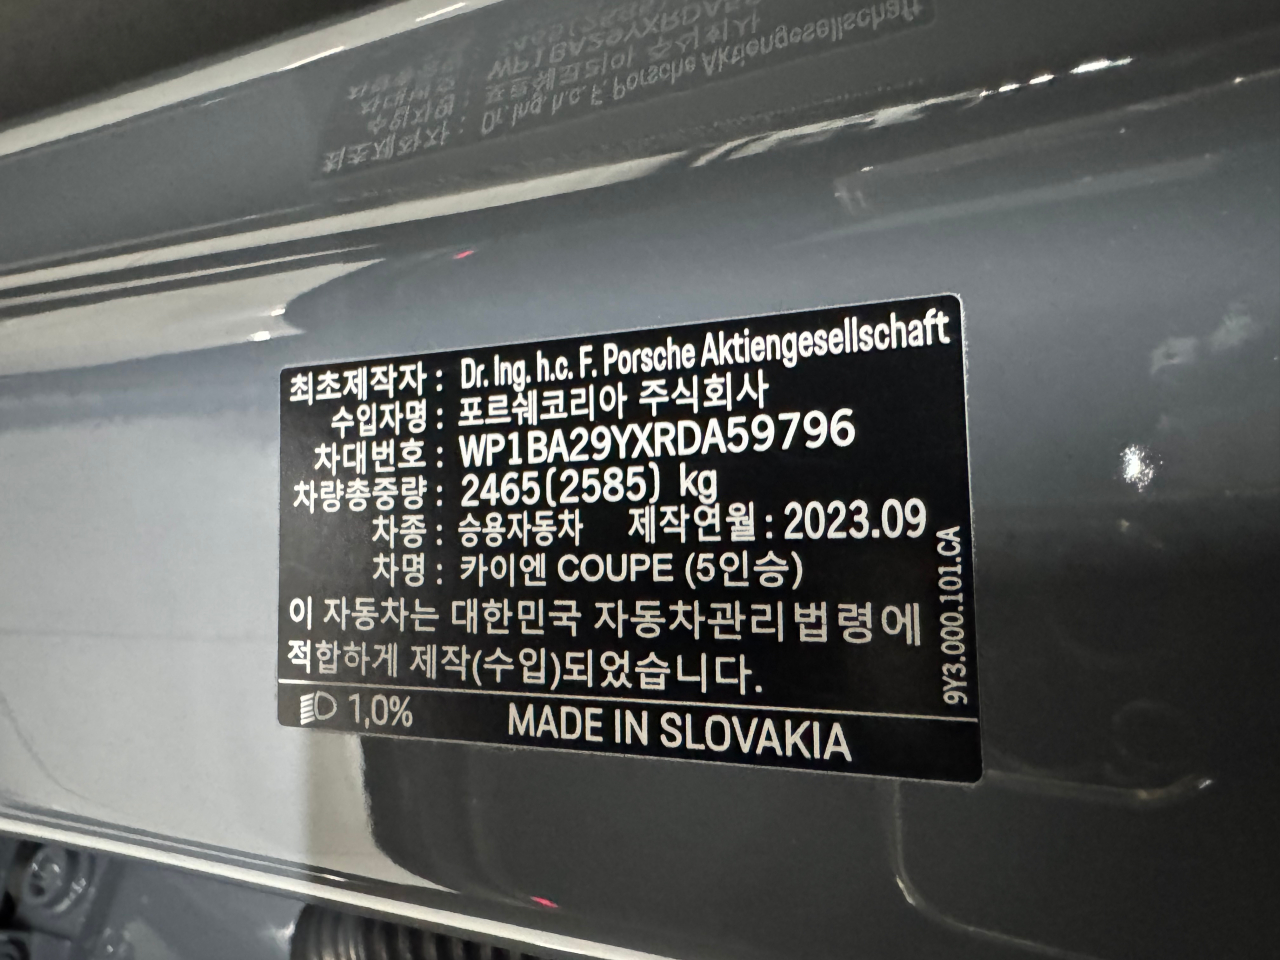 최초제작자 : Dr. Ing. h.c. F. Porsche Aktiengesellschaft
수입자명 : 포르쉐코리아 주식회사
차대번호 : WP1BA29YXRDA59796
차량총중량 : 2465(2585) kg
차종 : 승용자동차 제작연월 : 2023.09
차명 : 카이엔 COUPE (5인승)
이 자동차는 대한민국 자동차관리법령에
적합하게 제작(수입)되었습니다.
9Y3.000.101.CA
1,0% MADE IN SLOVAKIA